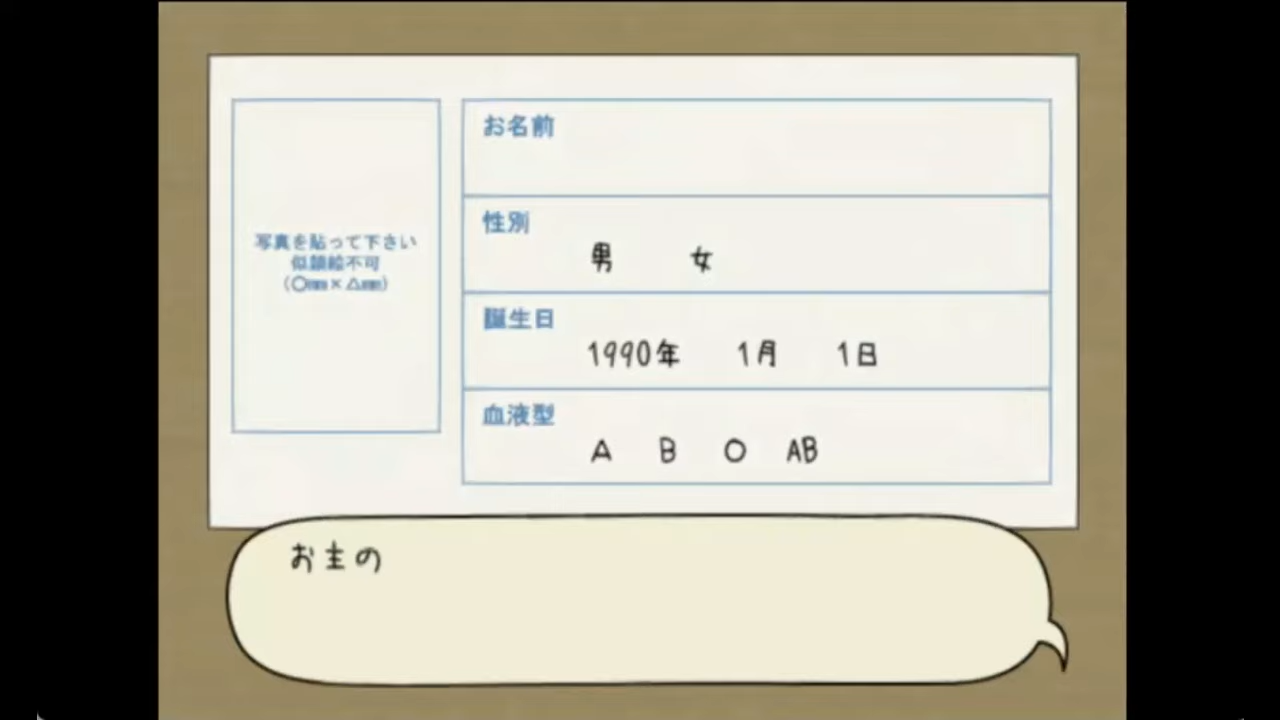 写真を貼って下さい
似顔絵不可
(○mm×△mm)
お名前
性別
男 女
誕生日
1990年 1月 1日
血液型
A B O AB
お主の